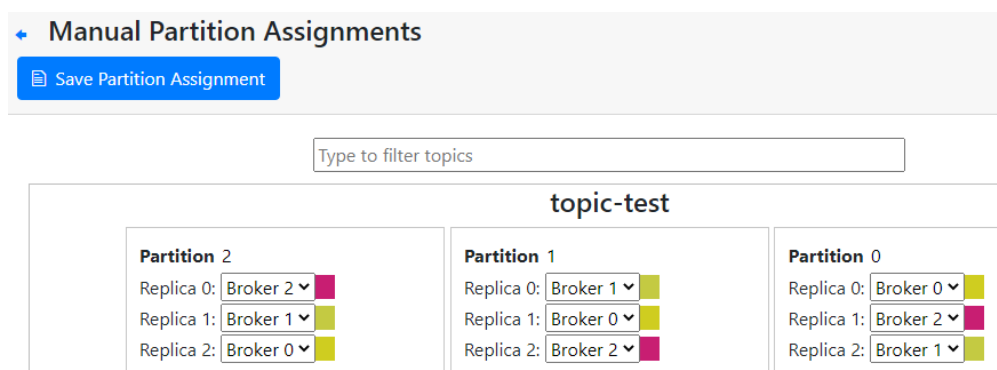 Manual Partition Assignments
Save Partition Assignment
Type to filter topics
topic-test
Partition 2
Replica 0: Broker 2
Replica 1: Broker 1
Replica 2: Broker 0
Partition 1
Replica 0: Broker 1
Replica 1: Broker 0
Replica 2: Broker 2
Partition 0
Replica 0: Broker 0
Replica 1: Broker 2
Replica 2: Broker 1